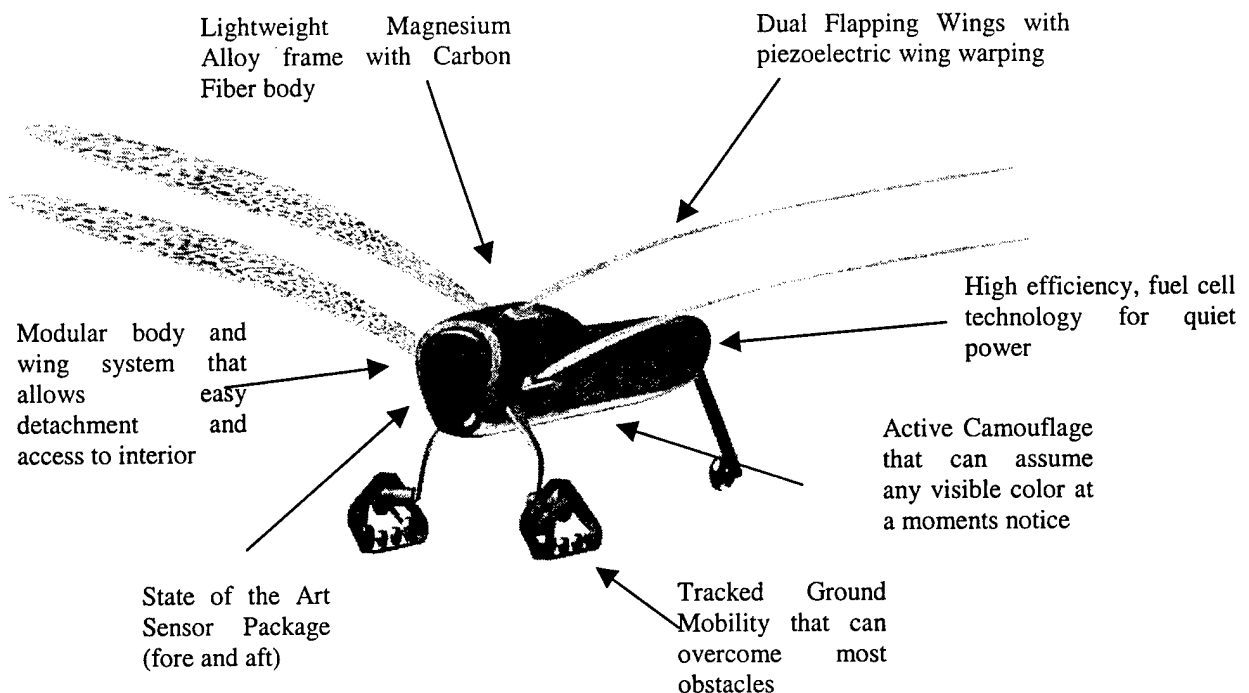 Lightweight Magnesium
Alloy frame with Carbon
Fiber body
Dual Flapping Wings with
piezoelectric wing warping
High efficiency, fuel cell
technology for quiet
power
Modular body and
wing system that
allows easy
detachment and
access to interior
Active Camouflage
that can assume
any visible color at
a moments notice
State of the Art
Sensor Package
(fore and aft)
Tracked Ground
Mobility that can
overcome most
obstacles